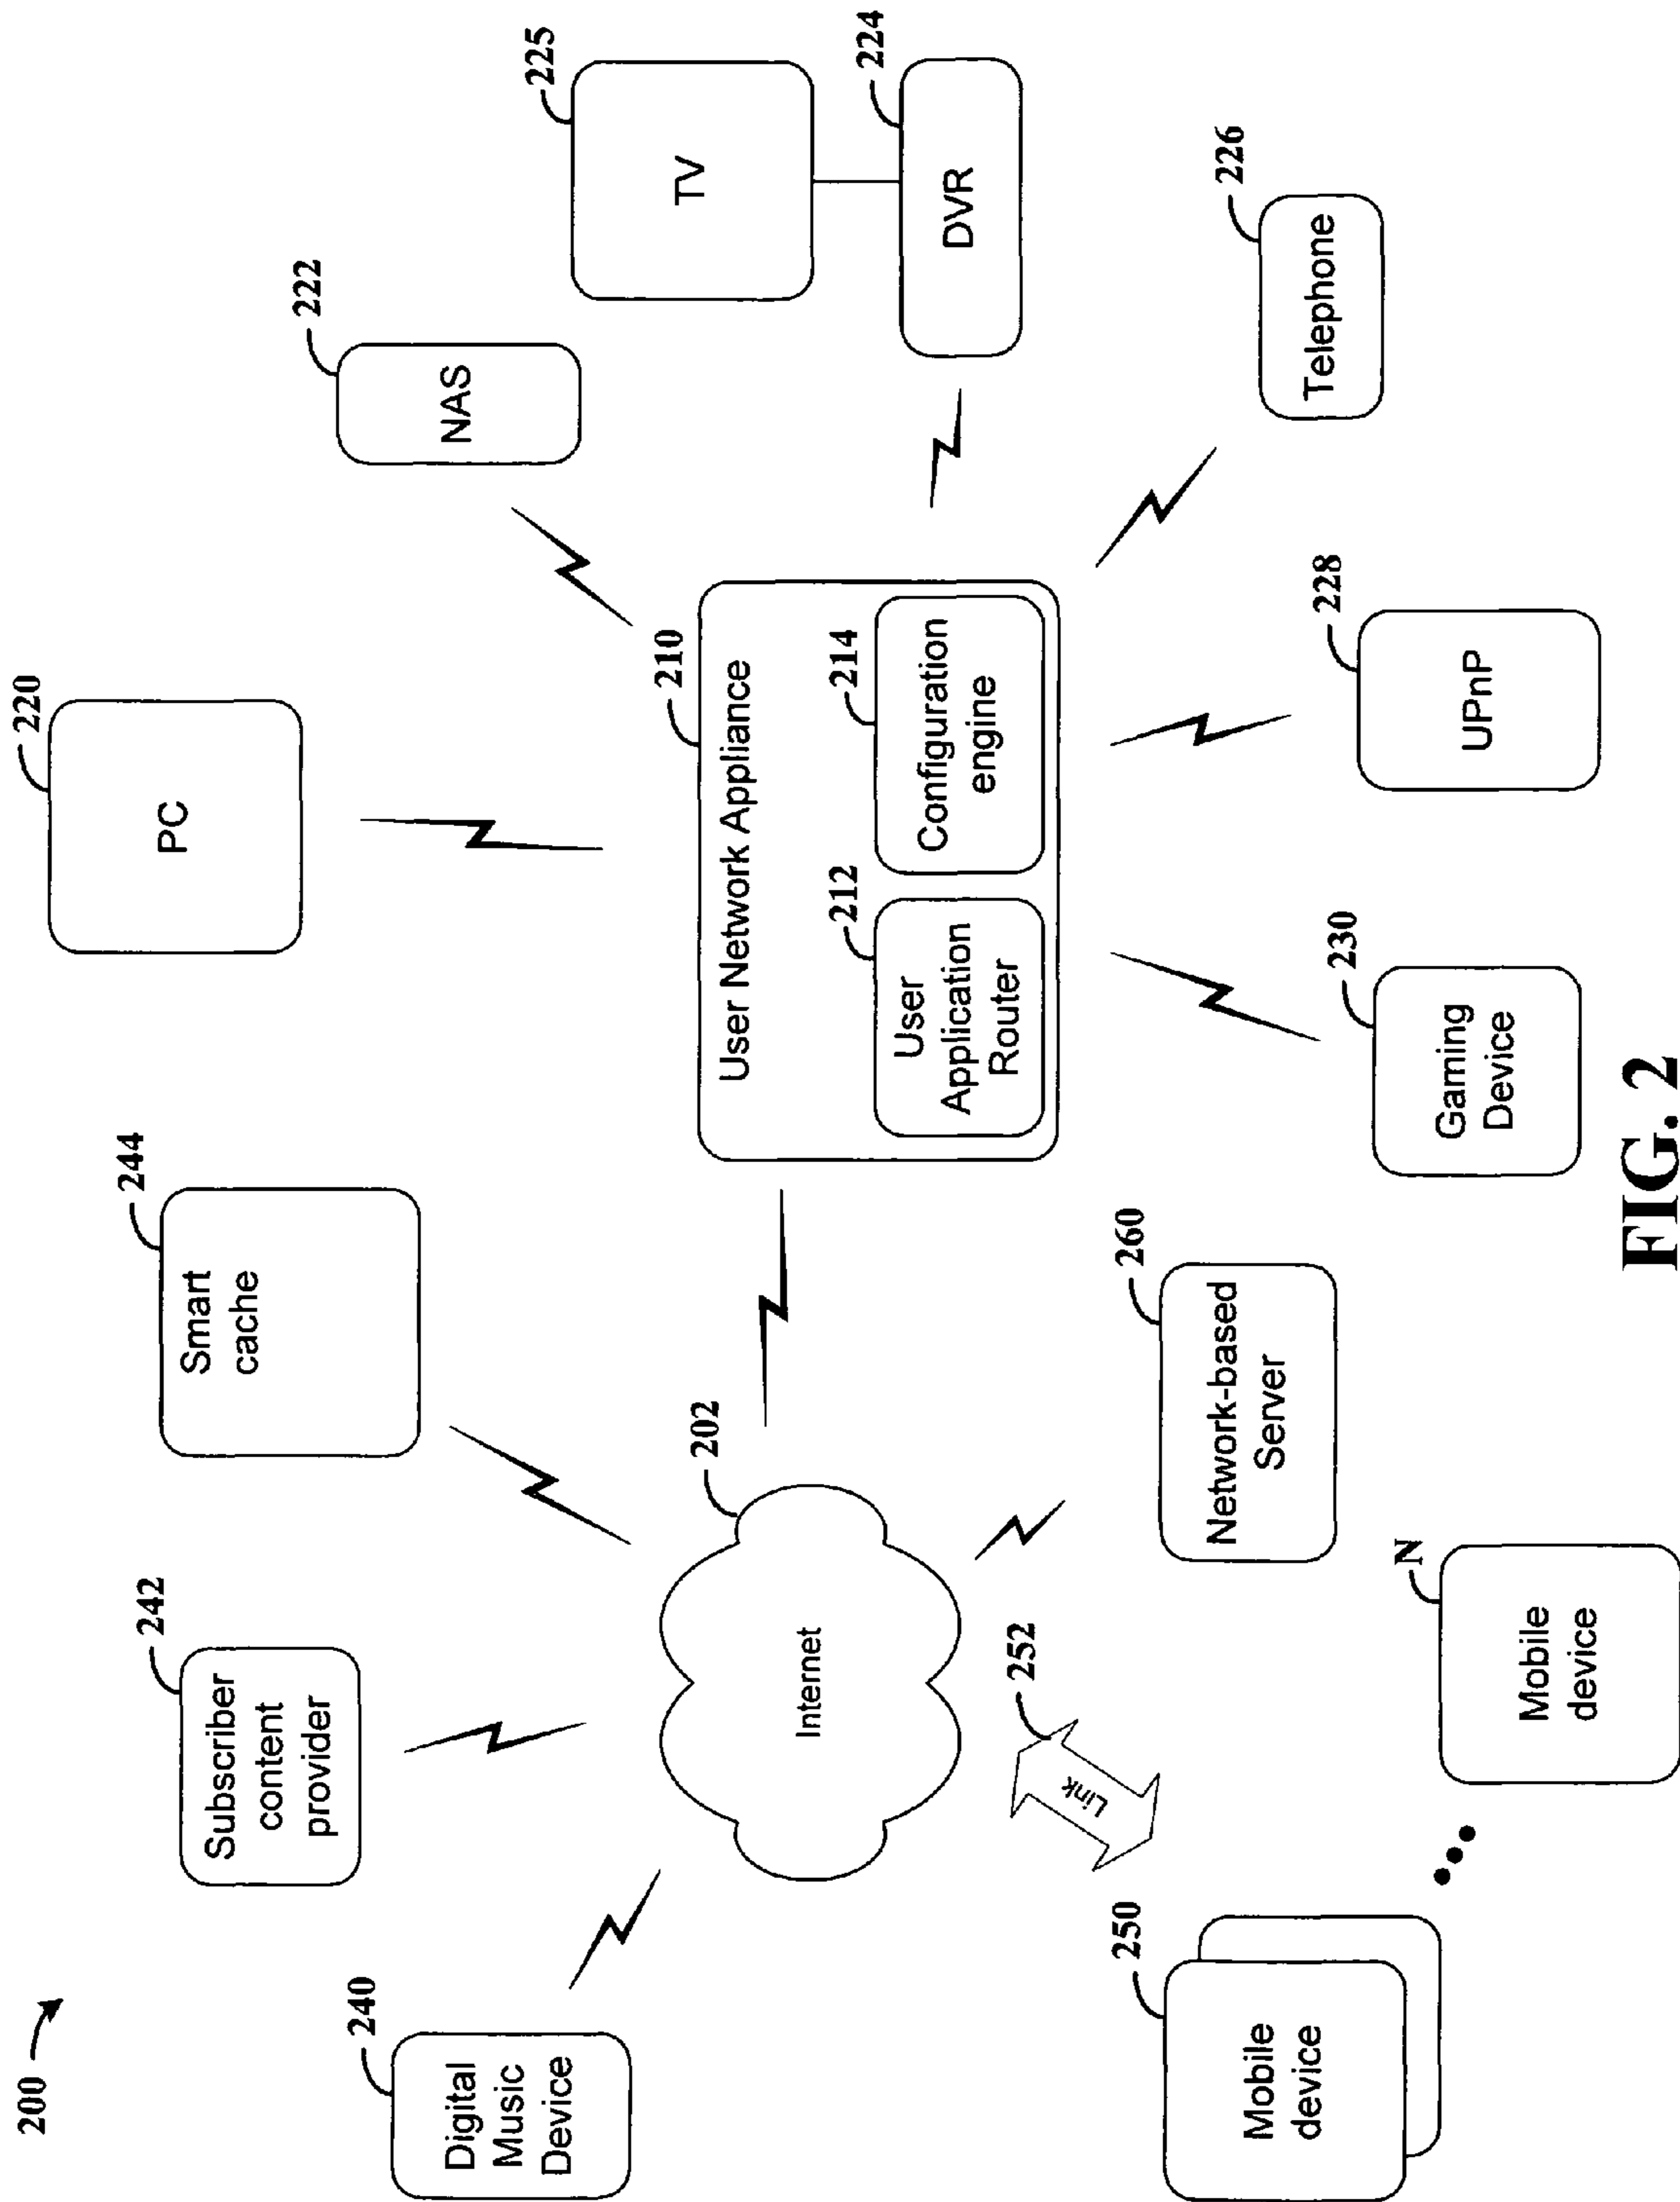 200
240
Digital
Music
Device
242
Subscriber
content
provider
244
Smart
cache
220
PC
222
NAS
225
TV
224
DVR
202
Internet
210
User Network Appliance
212
User
Application
Router
214
Configuration
engine
226
Telephone
228
UPnP
230
Gaming
Device
260
Network-based
Server
252
Link
250
Mobile
device
N
Mobile
device
FIG. 2